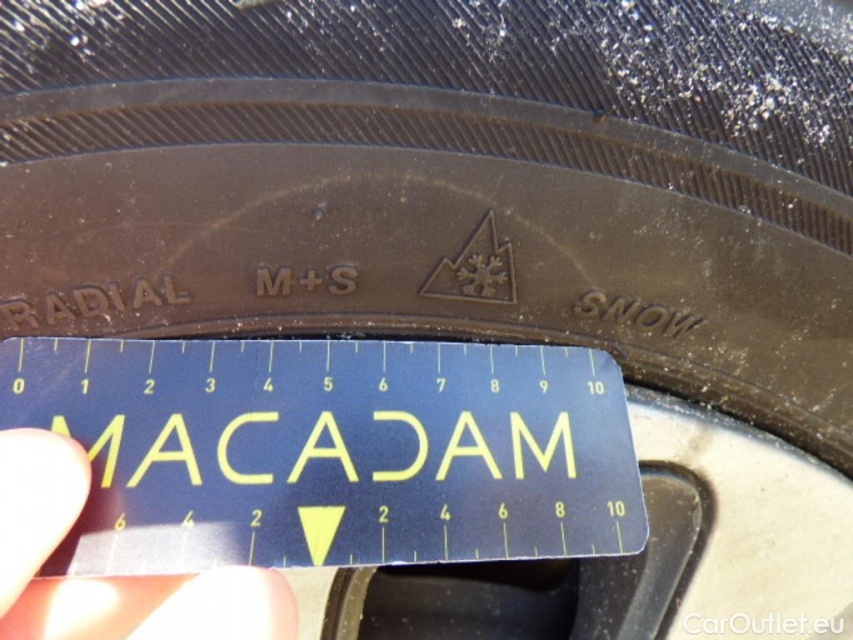 RADIAL M+S SNOW
0 1 2 3 4 5 6 7 8 9 10
MACADAM
6 4 2 2 4 6 8 10
CarOutlet.eu